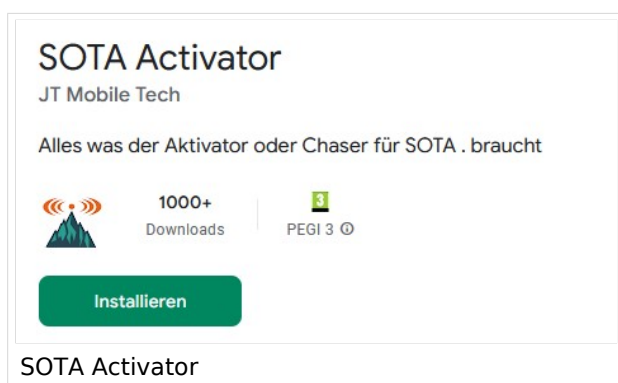 SOTA Activator
JT Mobile Tech
Alles was der Aktivator oder Chaser für SOTA . braucht
1000+
Downloads
3
PEGI 3 ⓘ
Installieren
SOTA Activator